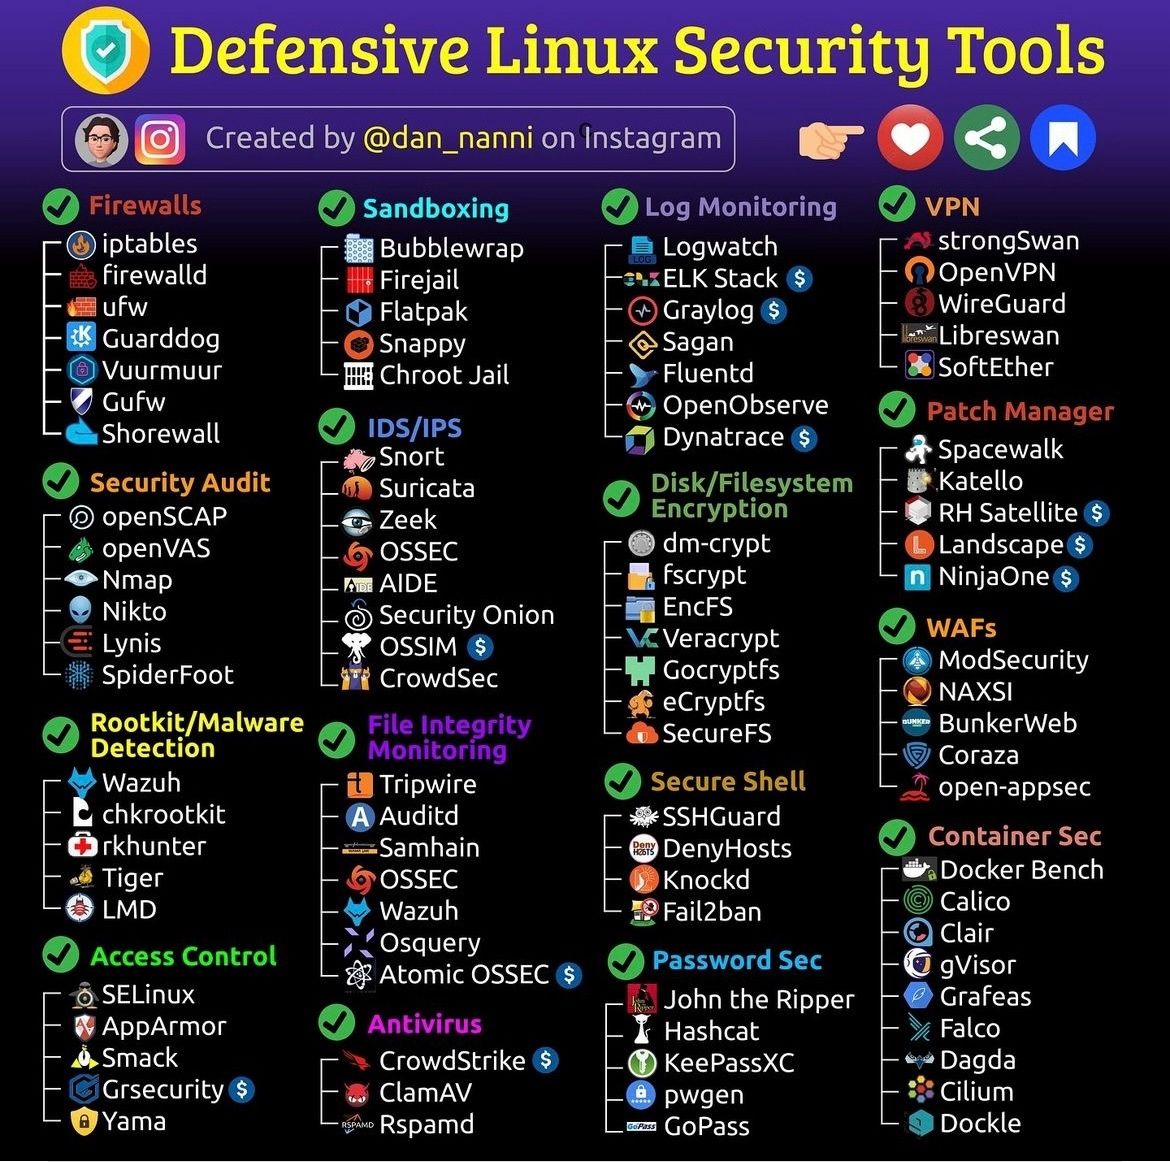 Defensive Linux Security Tools
Created by @dan_nanni on Instagram
Firewalls
iptables
firewalld
ufw
Guarddog
Vuurmuur
Gufw
Shorewall
Security Audit
openSCAP
openVAS
Nmap
Nikto
Lynis
SpiderFoot
Rootkit/Malware
Detection
Wazuh
chkrootkit
rkhunter
Tiger
LMD
Access Control
SELinux
AppArmor
Smack
Grsecurity $
Yama
Sandboxing
Bubblewrap
Firejail
Flatpak
Snappy
Chroot Jail
IDS/IPS
Snort
Suricata
Zeek
OSSEC
AIDE
Security Onion
OSSIM $
CrowdSec
File Integrity
Monitoring
Tripwire
Auditd
Samhain
OSSEC
Wazuh
Osquery
Atomic OSSEC $
Antivirus
CrowdStrike $
ClamAV
RSPAMD Rspamd
Log Monitoring
LOG Logwatch
ELK Stack $
Graylog $
Sagan
Fluentd
OpenObserve
Dynatrace $
Disk/Filesystem
Encryption
dm-crypt
fscrypt
EncFS
Veracrypt
Gocryptfs
eCryptfs
SecureFS
Secure Shell
SSHGuard
Deny Hosts DenyHosts
Knockd
Fail2ban
Password Sec
John the Ripper
Hashcat
KeePassXC
pwgen
GoPass GoPass
VPN
strongSwan
OpenVPN
WireGuard
Libreswan
SoftEther
Patch Manager
Spacewalk
Katello
RH Satellite $
Landscape $
n NinjaOne $
WAFs
ModSecurity
NAXSI
BUNKER BunkerWeb
Coraza
open-appsec
Container Sec
Docker Bench
Calico
Clair
gVisor
Grafeas
Falco
Dagda
Cilium
Dockle